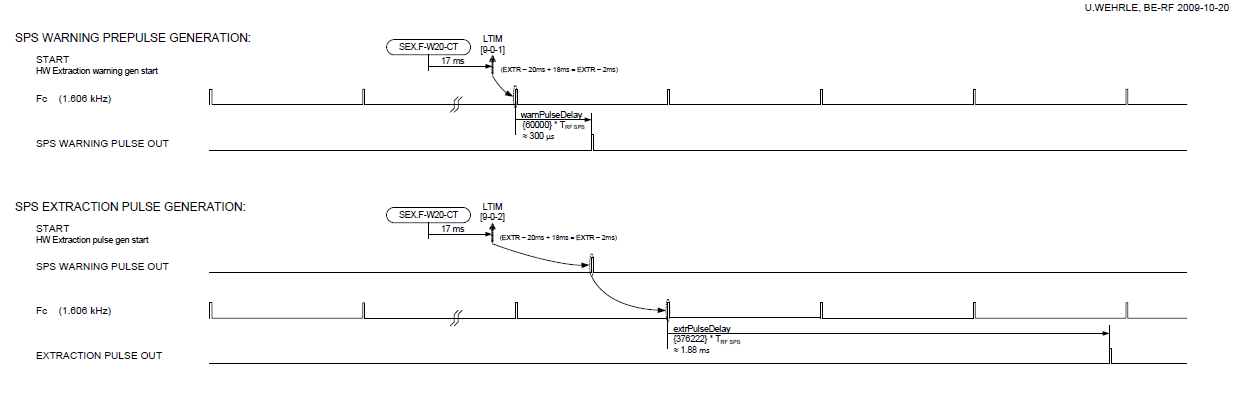 U.WEHRLE, BE-RF 2009-10-20
SPS WARNING PREPULSE GENERATION:
START
HW Extraction warning gen start
SEX.F-W20-CT
LTIM
[9-0-1]
17 ms
(EXTR – 20ms + 18ms = EXTR – 2ms)
Fc (1.606 kHz)
warnPulseDelay
{60000} * TRF SPS
≈ 300 µs
SPS WARNING PULSE OUT
SPS EXTRACTION PULSE GENERATION:
START
HW Extraction pulse gen start
SEX.F-W20-CT
LTIM
[9-0-2]
17 ms
(EXTR – 20ms + 18ms = EXTR – 2ms)
SPS WARNING PULSE OUT
Fc (1.606 kHz)
extrPulseDelay
{376222} * TRF SPS
≈ 1.88 ms
EXTRACTION PULSE OUT